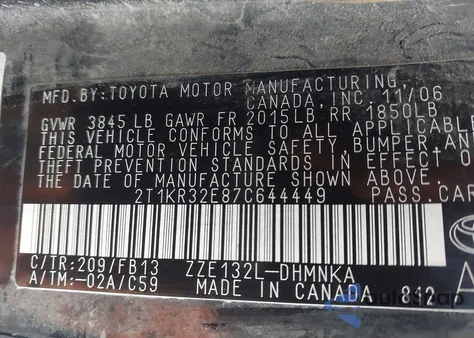 MFD.BY:TOYOTA MOTOR MANUFACTURING
CANADA, INC. 11/06
GVWR 3845 LB GAWR FR 2015LB RR 1850LB
THIS VEHICLE CONFORMS TO ALL APPLICABLE
FEDERAL MOTOR VEHICLE SAFETY, BUMPER, AN
THEFT PREVENTION STANDARDS IN EFFECT ON
THE DATE OF MANUFACTURE SHOWN ABOVE.
2T1KR32E87C644449 PASS.CAR
C/TR:209/FB13 ZZE132L-DHMNKA
A/TM:-02A/C59 MADE IN CANADA 812 A